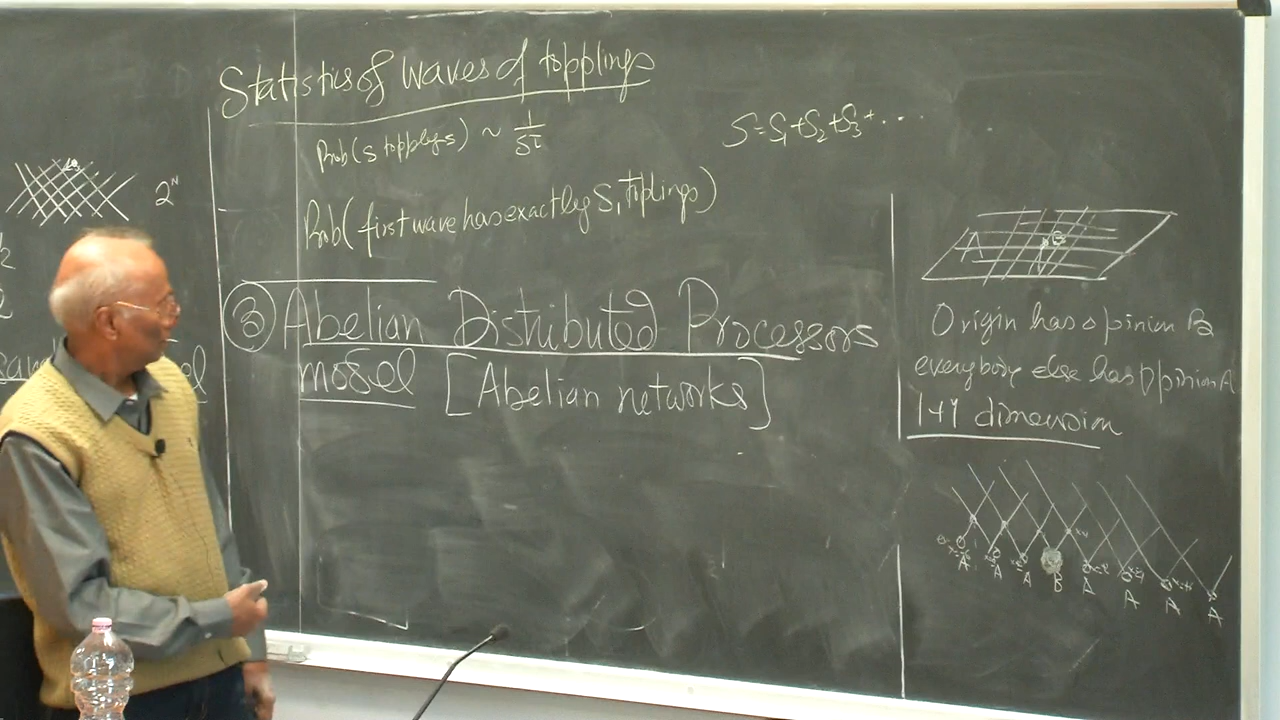 Statistics of waves of topplings
Prob(s topplings) ~ 1/S^τ
S = S₁+S₂+S₃+....
Prob(first wave has exactly S₁ toplings)
2^N
③ Abelian Distributed Processors
model [Abelian networks]
A
Origin has opinion B
everybody else has opinion A
1+1 dimension
A A A B A A A A